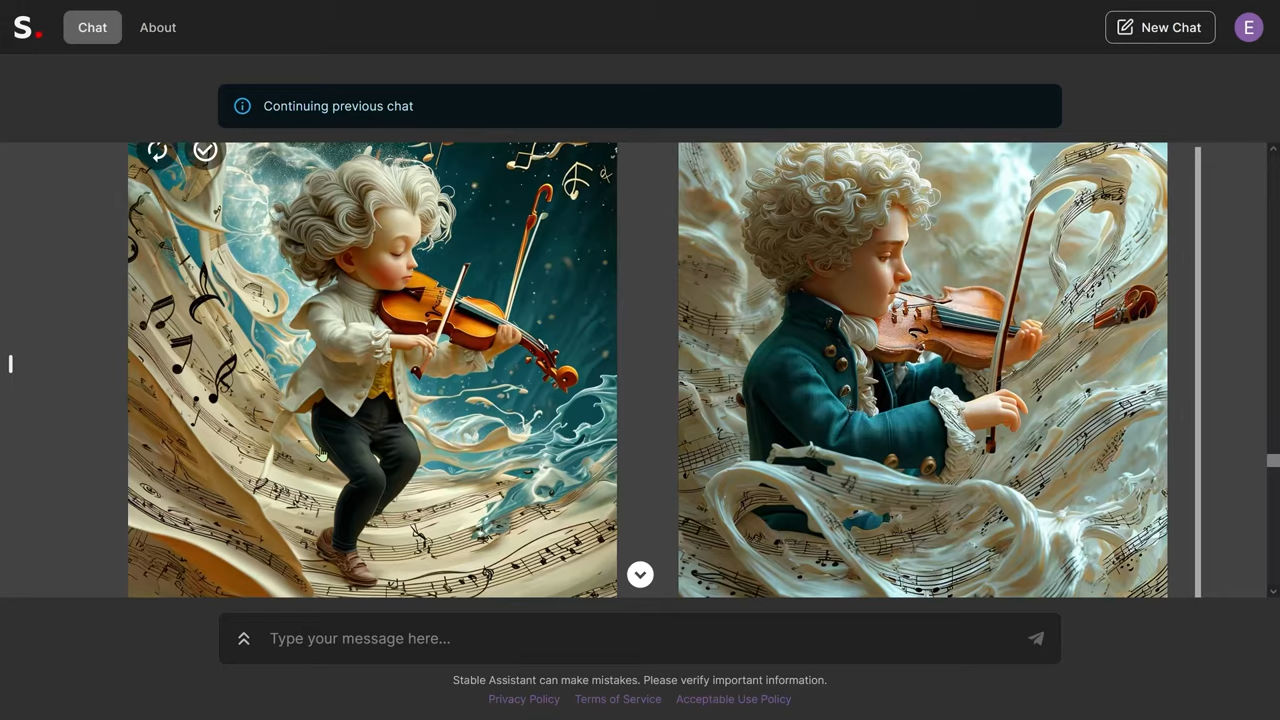 S.
Chat
About
New Chat
E
Continuing previous chat
Type your message here...
Stable Assistant can make mistakes. Please verify important information.
Privacy Policy Terms of Service Acceptable Use Policy